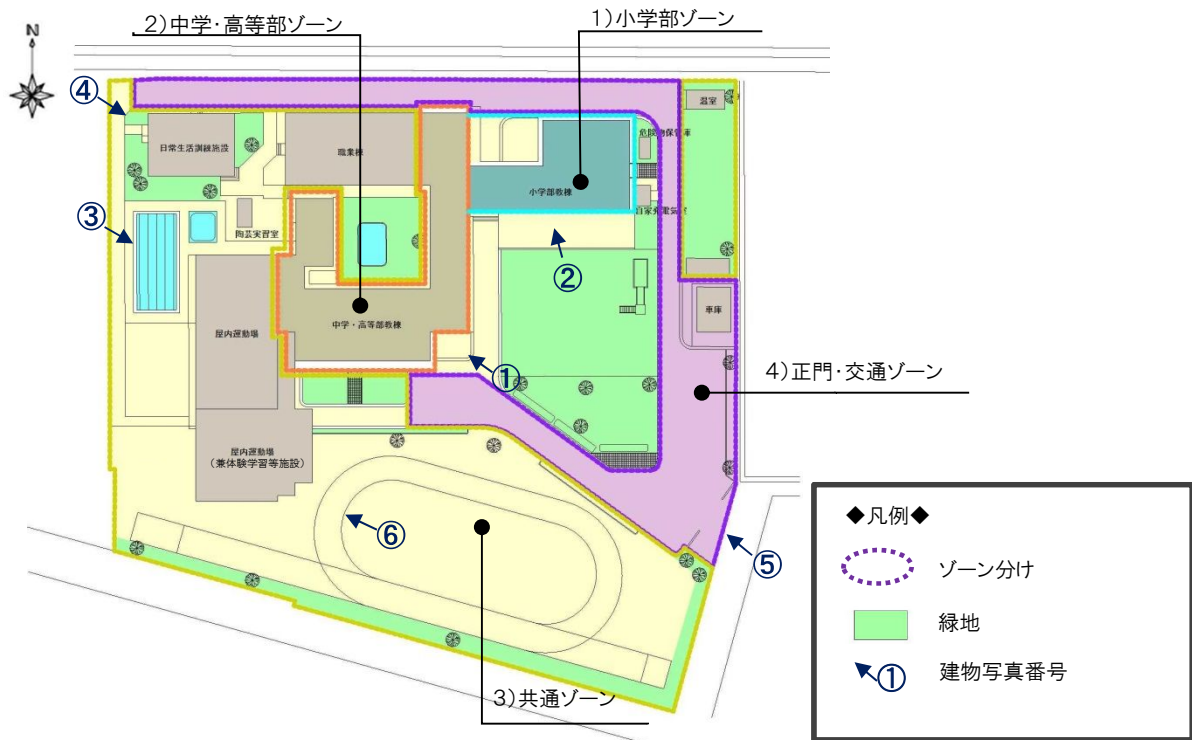 2)中学・高等部ゾーン
1)小学部ゾーン
N
④
温室
日常生活訓練施設
職業棟
危険物保管庫
小学部教棟
自家発電気室
③
陶芸実習室
②
車庫
中学・高等部教棟
屋内運動場
①
4)正門・交通ゾーン
屋内運動場
(兼体験学習等施設)
⑥
⑤
3)共通ゾーン
◆凡例◆
ゾーン分け
緑地
①
建物写真番号